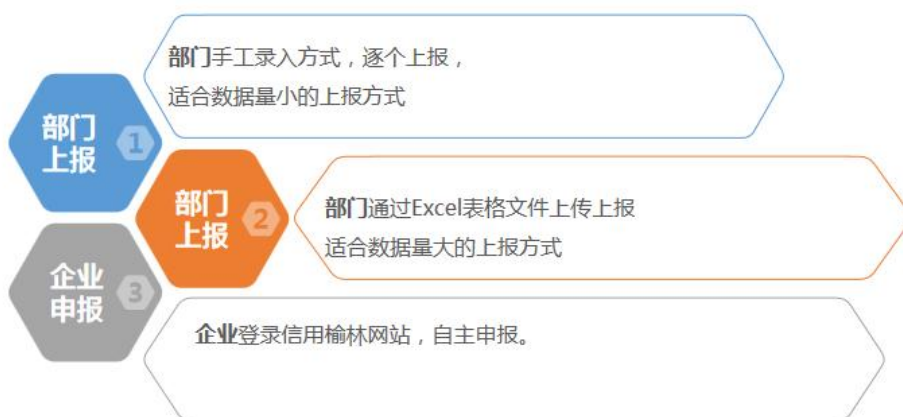 部门手工录入方式，逐个上报，
适合数据量小的上报方式
部门
上报
1
部门
上报
2
部门通过Excel表格文件上传上报
适合数据量大的上报方式
企业
申报
3
企业登录信用榆林网站，自主申报。